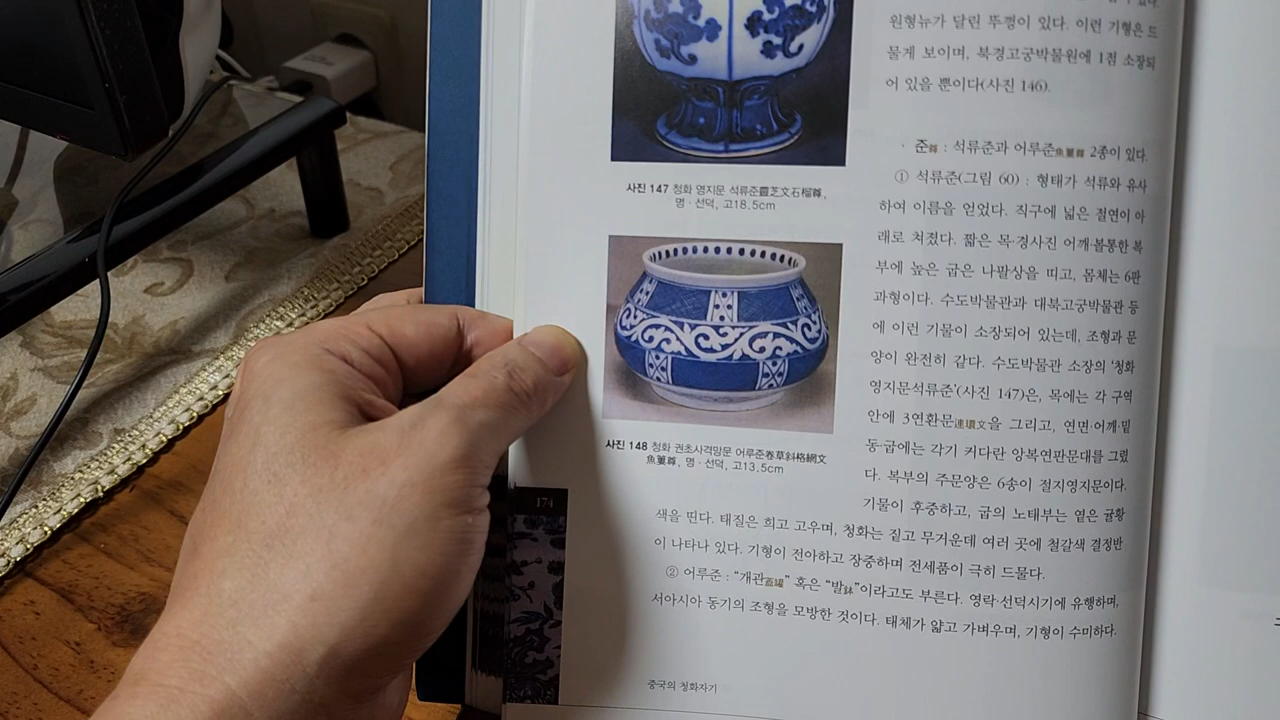 원형뉴가 달린 뚜껑이 있다. 이런 기형은 드
물게 보이며, 북경고궁박물원에 1점 소장되
어 있을 뿐이다(사진 146).
· 준尊 : 석류준과 어루준魚簍尊 2종이 있다.
① 석류준(그림 60) : 형태가 석류와 유사
하여 이름을 얻었다. 직구에 넓은 절연이 아
래로 쳐졌다. 짧은 목·경사진 어깨·볼통한 복
부에 높은 굽은 나팔상을 띠고, 몸체는 6판
과형이다. 수도박물관과 대북고궁박물관 등
에 이런 기물이 소장되어 있는데, 조형과 문
양이 완전히 같다. 수도박물관 소장의 '청화
영지문석류준'(사진 147)은, 목에는 각 구역
안에 3연환문連環文을 그리고, 연면·어깨·밑
동·굽에는 각기 커다란 앙복연판문대를 그렸
다. 복부의 주문양은 6송이 절지영지문이다.
기물이 후중하고, 굽의 노태부는 옅은 귤황
색을 띤다. 태질은 희고 고우며, 청화는 짙고 무거운데 여러 곳에 철갈색 결정반
이 나타나 있다. 기형이 전아하고 장중하며 전세품이 극히 드물다.
② 어루준 : “개관蓋罐” 혹은 “발鉢”이라고도 부른다. 영락·선덕시기에 유행하며,
서아시아 동기의 조형을 모방한 것이다. 태체가 얇고 가벼우며, 기형이 수미하다.
사진 147 청화 영지문 석류준靈芝文石榴尊,
명·선덕, 고18.5cm
사진 148 청화 권초사격망문 어루준卷草斜格網文
魚簍尊, 명·선덕, 고13.5cm
174
중국의 청화자기